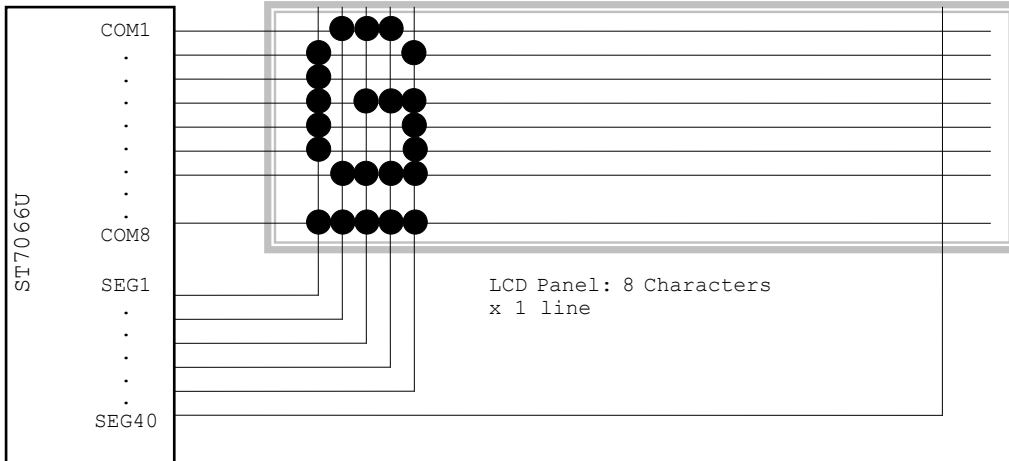 COM1
.
.
.
.
.
.
.
.
COM8
ST7066U
SEG1
.
.
.
.
.
SEG40
LCD Panel: 8 Characters
x 1 line